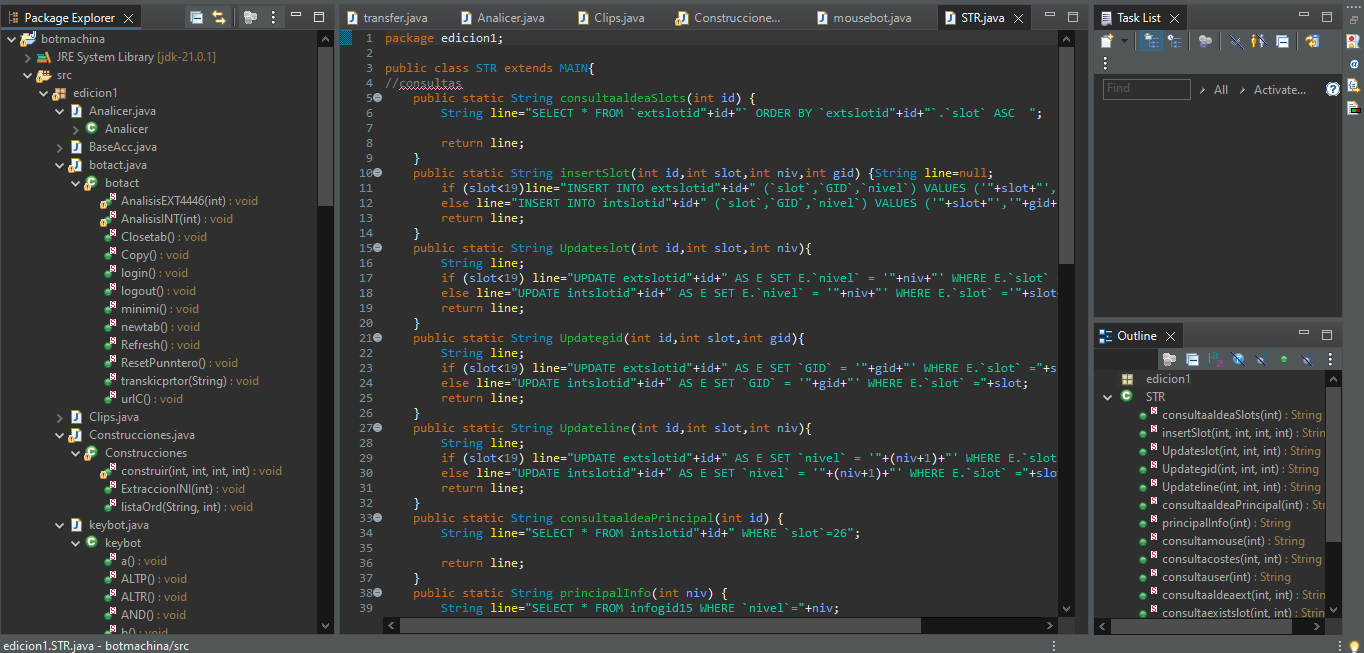 Package Explorer
botmachina
JRE System Library [jdk-21.0.1]
src
edicion1
Analicer.java
Analicer
BaseAcc.java
botact.java
botact
AnalisisEXT4446(int) : void
AnalisisINT(int) : void
Closetab() : void
Copy() : void
login() : void
logout() : void
minimi() : void
newtab() : void
Refresh() : void
ResetPunntero() : void
transkicprtor(String) : void
urlC() : void
Clips.java
Construcciones.java
Construcciones
construir(int, int, int, int) : void
ExtraccionINI(int) : void
listaOrd(String, int) : void
keybot.java
keybot
a() : void
ALTP() : void
ALTR() : void
AND() : void
b() : void
transfer.java Analicer.java Clips.java Construccione... mousebot.java STR.java
1 package edicion1;
2
3 public class STR extends MAIN{
4 //consultas
5 public static String consultaaldeaSlots(int id) {
6 String line="SELECT * FROM `extslotid"+id+"` ORDER BY `extslotid"+id+"`.`slot` ASC  ";
7
8 return line;
9 }
10 public static String insertSlot(int id,int slot,int niv,int gid) {String line=null;
11 if (slot<19)line="INSERT INTO extslotid"+id+" (`slot`,`GID`,`nivel`) VALUES ('"+slot+"',
12 else line="INSERT INTO intslotid"+id+" (`slot`,`GID`,`nivel`) VALUES ('"+slot+"','"+gid+
13 return line;
14 }
15 public static String Updateslot(int id,int slot,int niv){
16 String line;
17 if (slot<19) line="UPDATE extslotid"+id+" AS E SET E.`nivel` = '"+niv+"' WHERE E.`slot`
18 else line="UPDATE intslotid"+id+" AS E SET E.`nivel` = '"+niv+"' WHERE E.`slot` ='"+slot
19 return line;
20 }
21 public static String Updategid(int id,int slot,int gid){
22 String line;
23 if (slot<19) line="UPDATE extslotid"+id+" AS E SET `GID` = '"+gid+"' WHERE E.`slot` ="+s
24 else line="UPDATE intslotid"+id+" AS E SET `GID` = '"+gid+"' WHERE E.`slot` ="+slot;
25 return line;
26 }
27 public static String Updateline(int id,int slot,int niv){
28 String line;
29 if (slot<19) line="UPDATE extslotid"+id+" AS E SET `nivel` = '"+(niv+1)+"' WHERE E.`slot
30 else line="UPDATE intslotid"+id+" AS E SET `nivel` = '"+(niv+1)+"' WHERE E.`slot` ="+slo
31 return line;
32 }
33 public static String consultaaldeaPrincipal(int id) {
34 String line="SELECT * FROM intslotid"+id+" WHERE `slot`=26";
35
36 return line;
37 }
38 public static String principalInfo(int niv) {
39 String line="SELECT * FROM infogid15 WHERE `nivel`="+niv;
Task List
Find All Activate...
Outline
edicion1
STR
consultaaldeaSlots(int) : String
insertSlot(int, int, int, int) : Strin
Updateslot(int, int, int) : String
Updategid(int, int, int) : String
Updateline(int, int, int) : String
consultaaldeaPrincipal(int) : St
principalInfo(int) : String
consultamouse(int) : String
consultacostes(int, int) : String
consultauser(int) : String
consultaaldeaext(int) : String
consultaexistslot(int, int) : Strin
edicion1.STR.java - botmachina/src